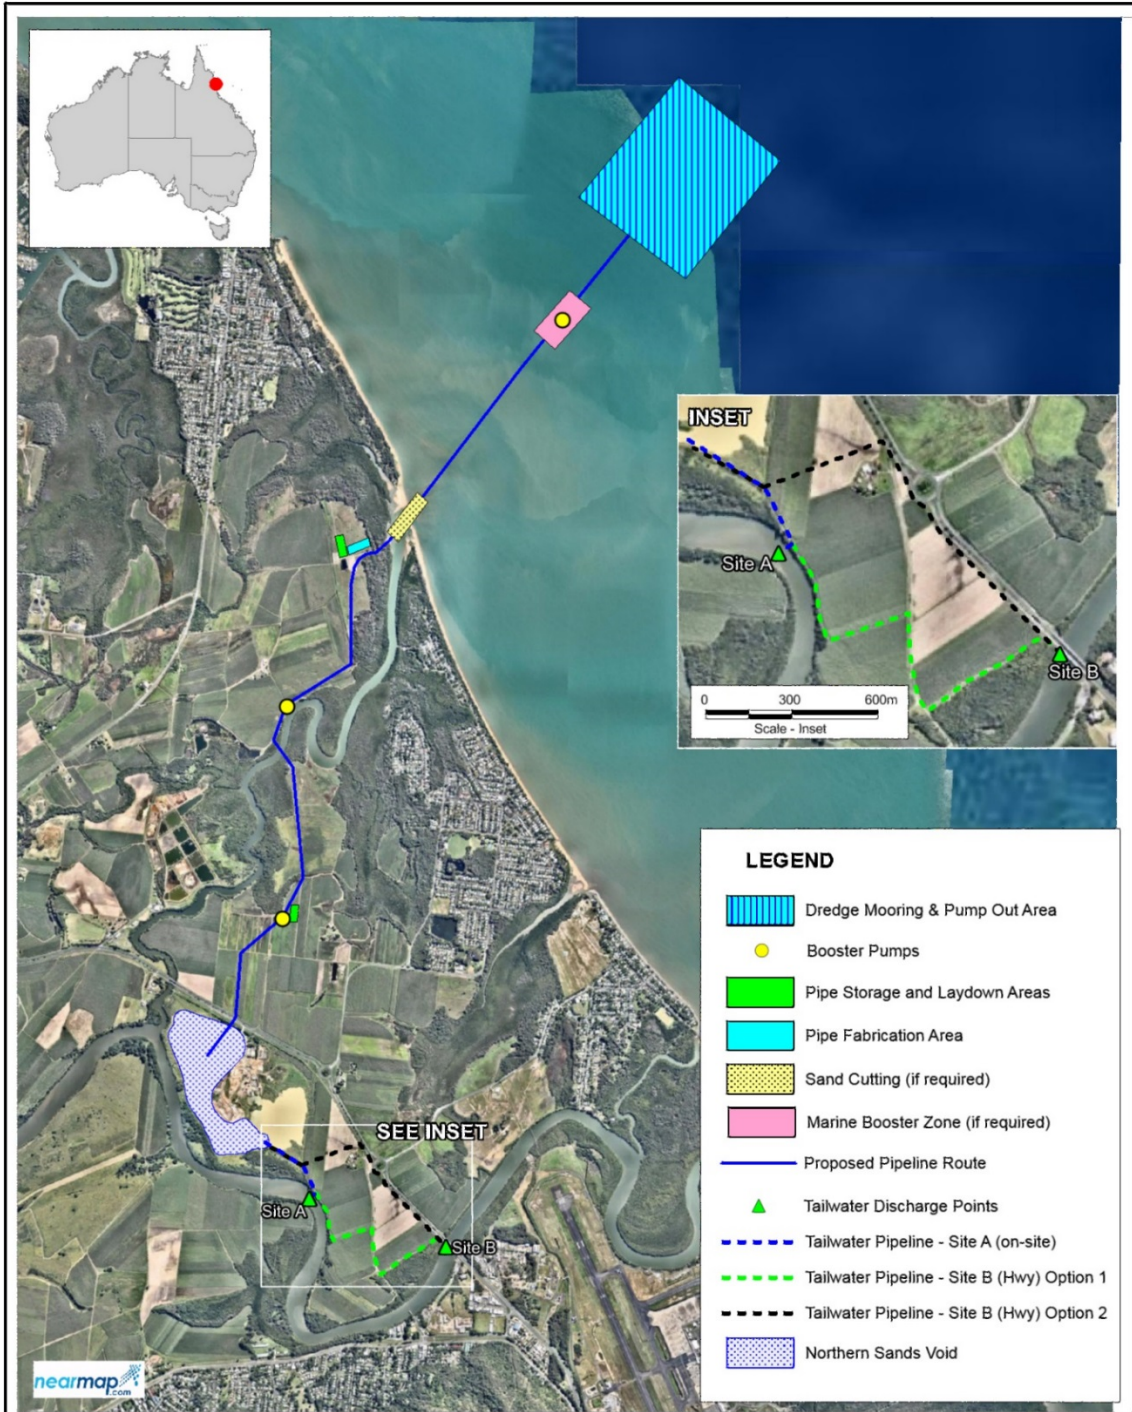 INSET
Site A
Site B
0 300 600m
Scale - Inset
LEGEND
Dredge Mooring & Pump Out Area
Booster Pumps
Pipe Storage and Laydown Areas
Pipe Fabrication Area
Sand Cutting (if required)
Marine Booster Zone (if required)
Proposed Pipeline Route
Tailwater Discharge Points
Tailwater Pipeline - Site A (on-site)
Tailwater Pipeline - Site B (Hwy) Option 1
Tailwater Pipeline - Site B (Hwy) Option 2
Northern Sands Void
SEE INSET
Site A
Site B
nearmap
.com